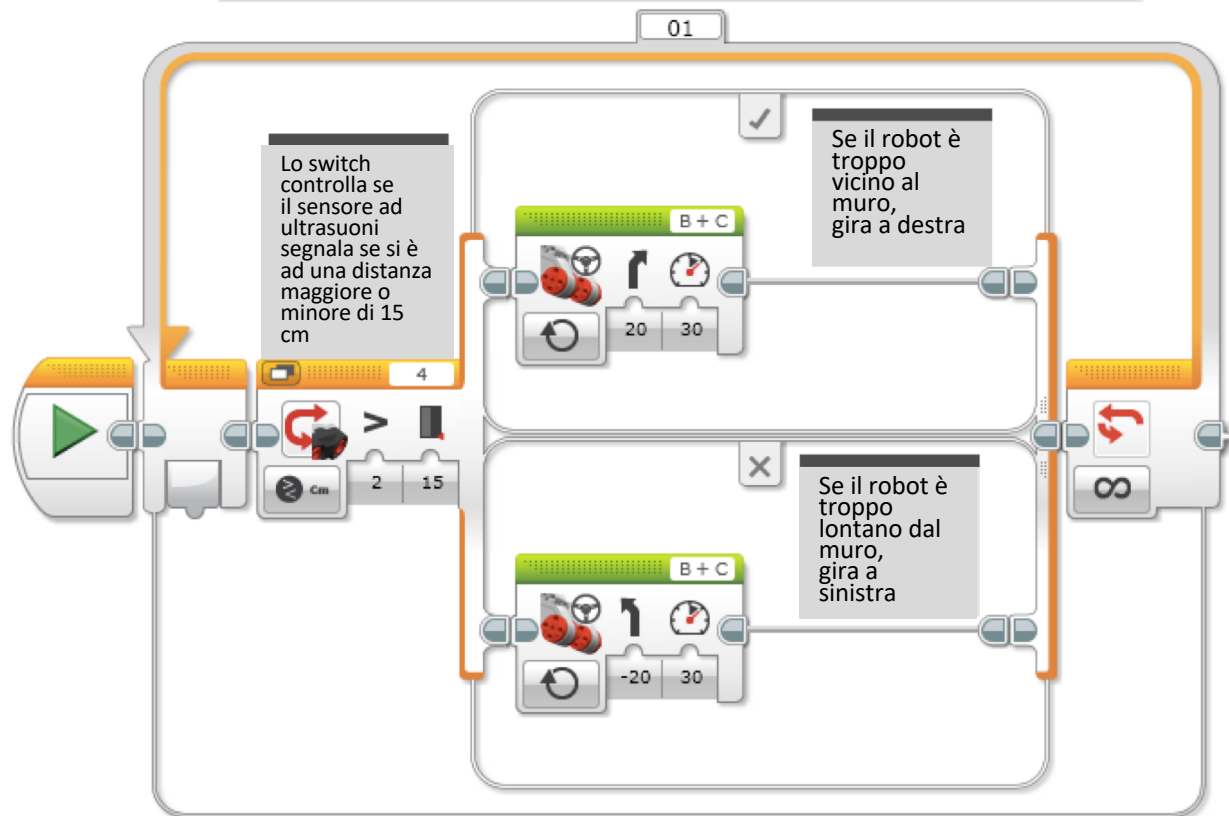 01
Lo switch
controlla se
il sensore ad
ultrasuoni
segnala se si è
ad una distanza
maggiore o
minore di 15
cm
Se il robot è
troppo
vicino al
muro,
gira a destra
B + C
20 30
4
>
Cm 2 15
∞
Se il robot è
troppo
lontano dal
muro,
gira a
sinistra
B + C
-20 30